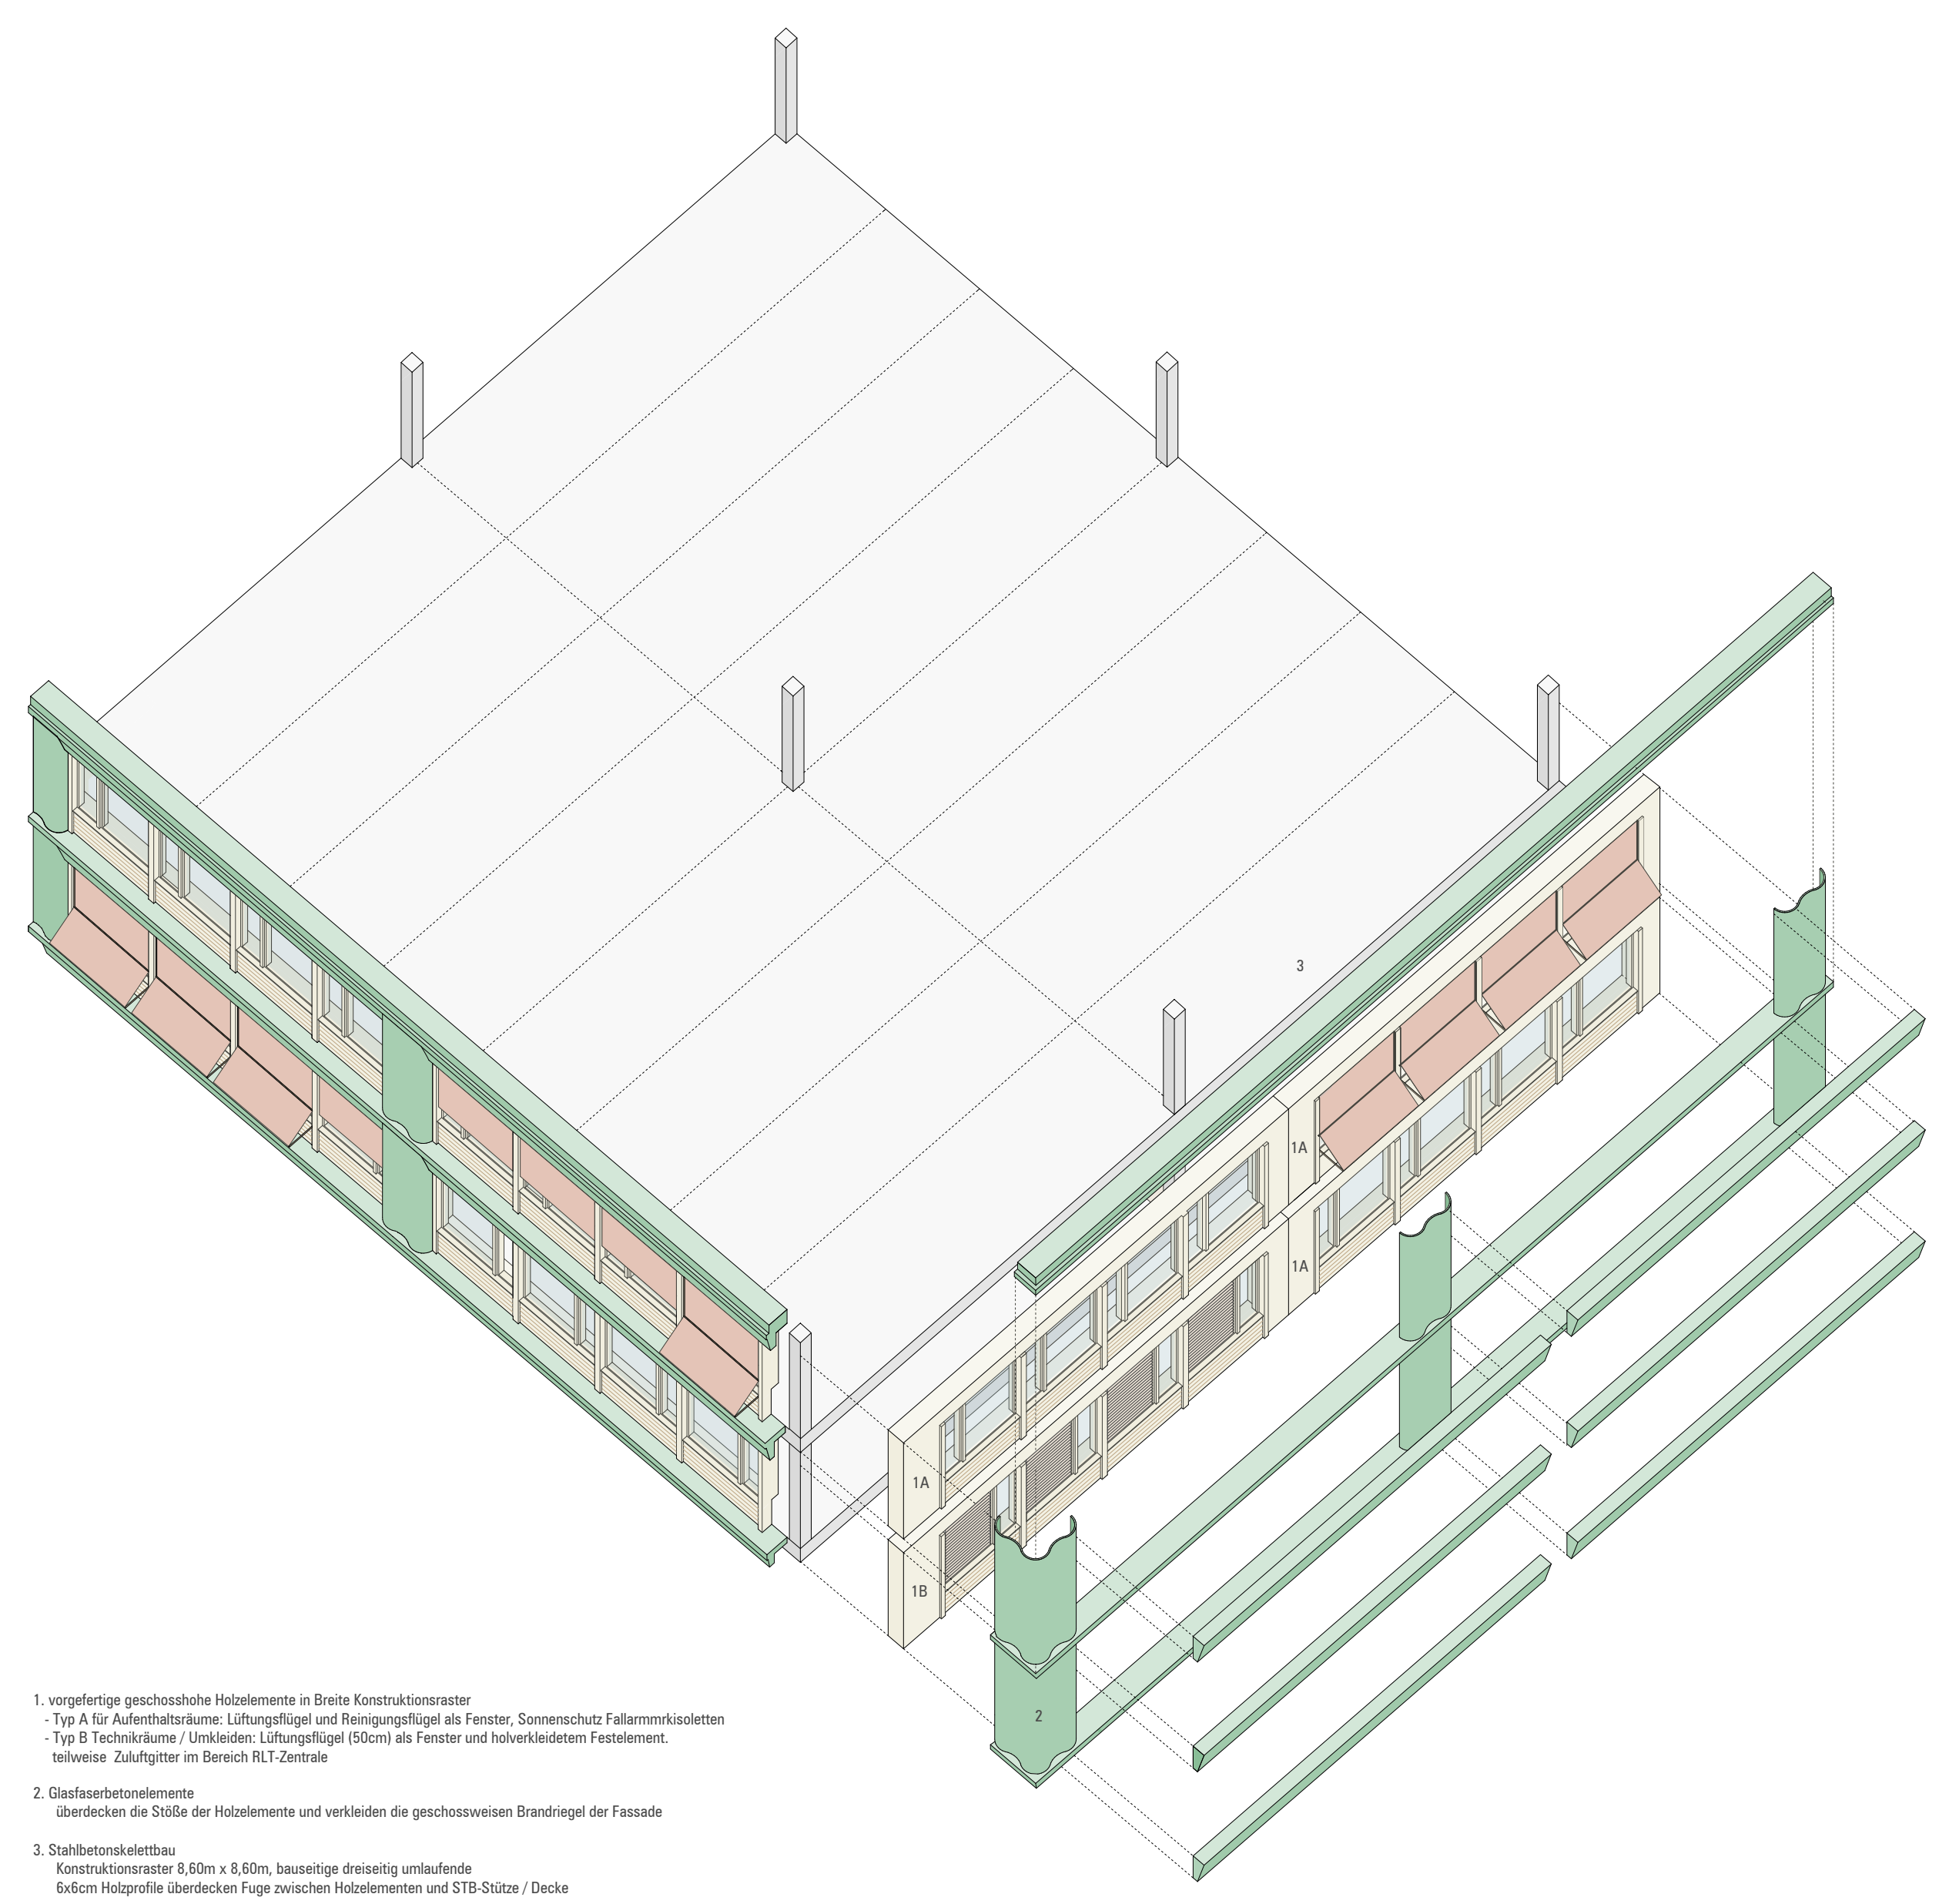 3
1A
1A
1A
1B
2
1. vorgefertige geschosshohe Holzelemente in Breite Konstruktionsraster
- Typ A für Aufenthaltsräume: Lüftungsflügel und Reinigungsflügel als Fenster, Sonnenschutz Fallarmmrkisoletten
- Typ B Technikräume / Umkleiden: Lüftungsflügel (50cm) als Fenster und holverkleidetem Festelement.
teilweise Zuluftgitter im Bereich RLT-Zentrale
2. Glasfaserbetonelemente
überdecken die Stöße der Holzelemente und verkleiden die geschossweisen Brandriegel der Fassade
3. Stahlbetonskelettbau
Konstruktionsraster 8,60m x 8,60m, bauseitige dreiseitig umlaufende
6x6cm Holzprofile überdecken Fuge zwischen Holzelementen und STB-Stütze / Decke